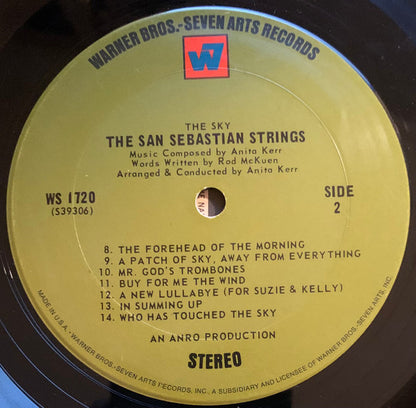 WARNER BROS.-SEVEN ARTS RECORDS
W7
THE SKY
THE SAN SEBASTIAN STRINGS
Music Composed by Anita Kerr
Words Written by Rod McKuen
Arranged & Conducted by Anita Kerr
WS 1720
(S39306)
SIDE
2
8. THE FOREHEAD OF THE MORNING
9. A PATCH OF SKY, AWAY FROM EVERYTHING
10. MR. GOD'S TROMBONES
11. BUY FOR ME THE WIND
12. A NEW LULLABYE (FOR SUZIE & KELLY)
13. IN SUMMING UP
14. WHO HAS TOUCHED THE SKY
AN ANRO PRODUCTION
STEREO
MADE IN U.S.A. - WARNER BROS.-SEVEN ARTS RECORDS, INC., A SUBSIDIARY AND LICENSEE OF WARNER BROS.-SEVEN ARTS, INC.